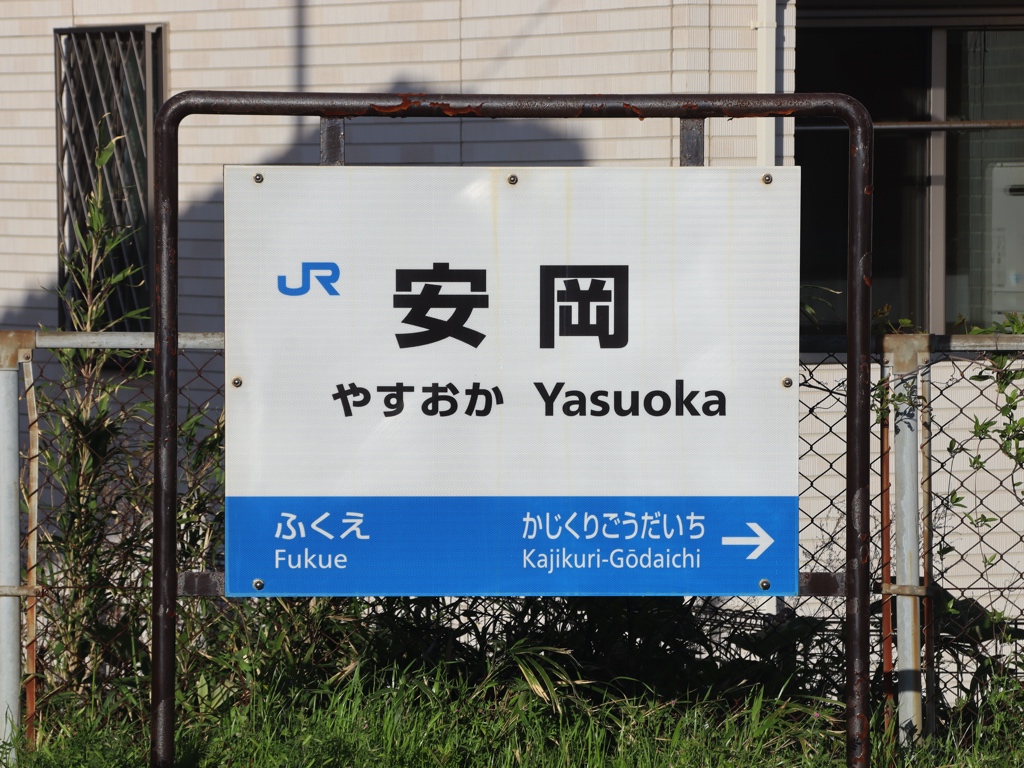 JR 安岡
やすおか Yasuoka
ふくえ かじくりごうだいち →
Fukue Kajikuri-Gōdaichi